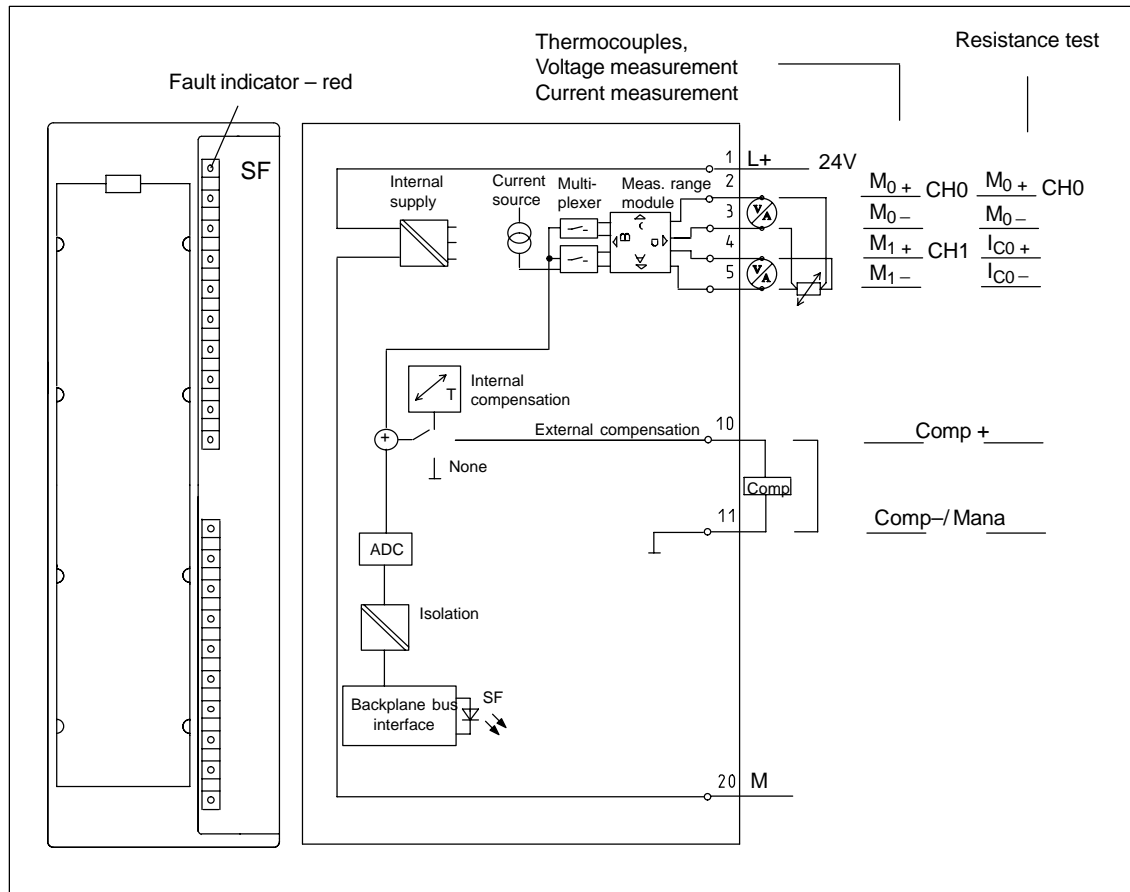 Thermocouples,
Voltage measurement
Current measurement
Resistance test
Fault indicator – red
SF
1 L+ 24V
2
3
4
5
M0 + CH0 M0 +  CH0
M0 – M0 –
M1 + CH1 IC0 +
M1 – IC0 –
Internal
supply
Current
source
Multi-
plexer
Meas. range
module
A
B
C
D
V
A
V
A
T
Internal
compensation
+
External compensation
10
Comp +
None
Comp
11
Comp–/ Mana
ADC
Isolation
Backplane bus
interface
SF
20 M